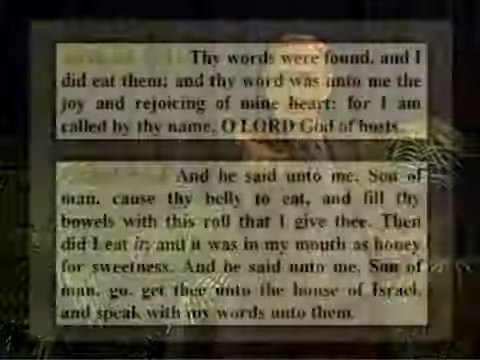 Thy words were found, and I
did eat them; and thy word was unto me the
joy and rejoicing of mine heart: for I am
called by thy name, O LORD God of hosts.
And he said unto me, Son of
man, cause thy belly to eat, and fill thy
bowels with this roll that I give thee. Then
did I eat it; and it was in my mouth as honey
for sweetness. And he said unto me, Son of
man, go, get thee unto the house of Israel,
and speak with my words unto them.